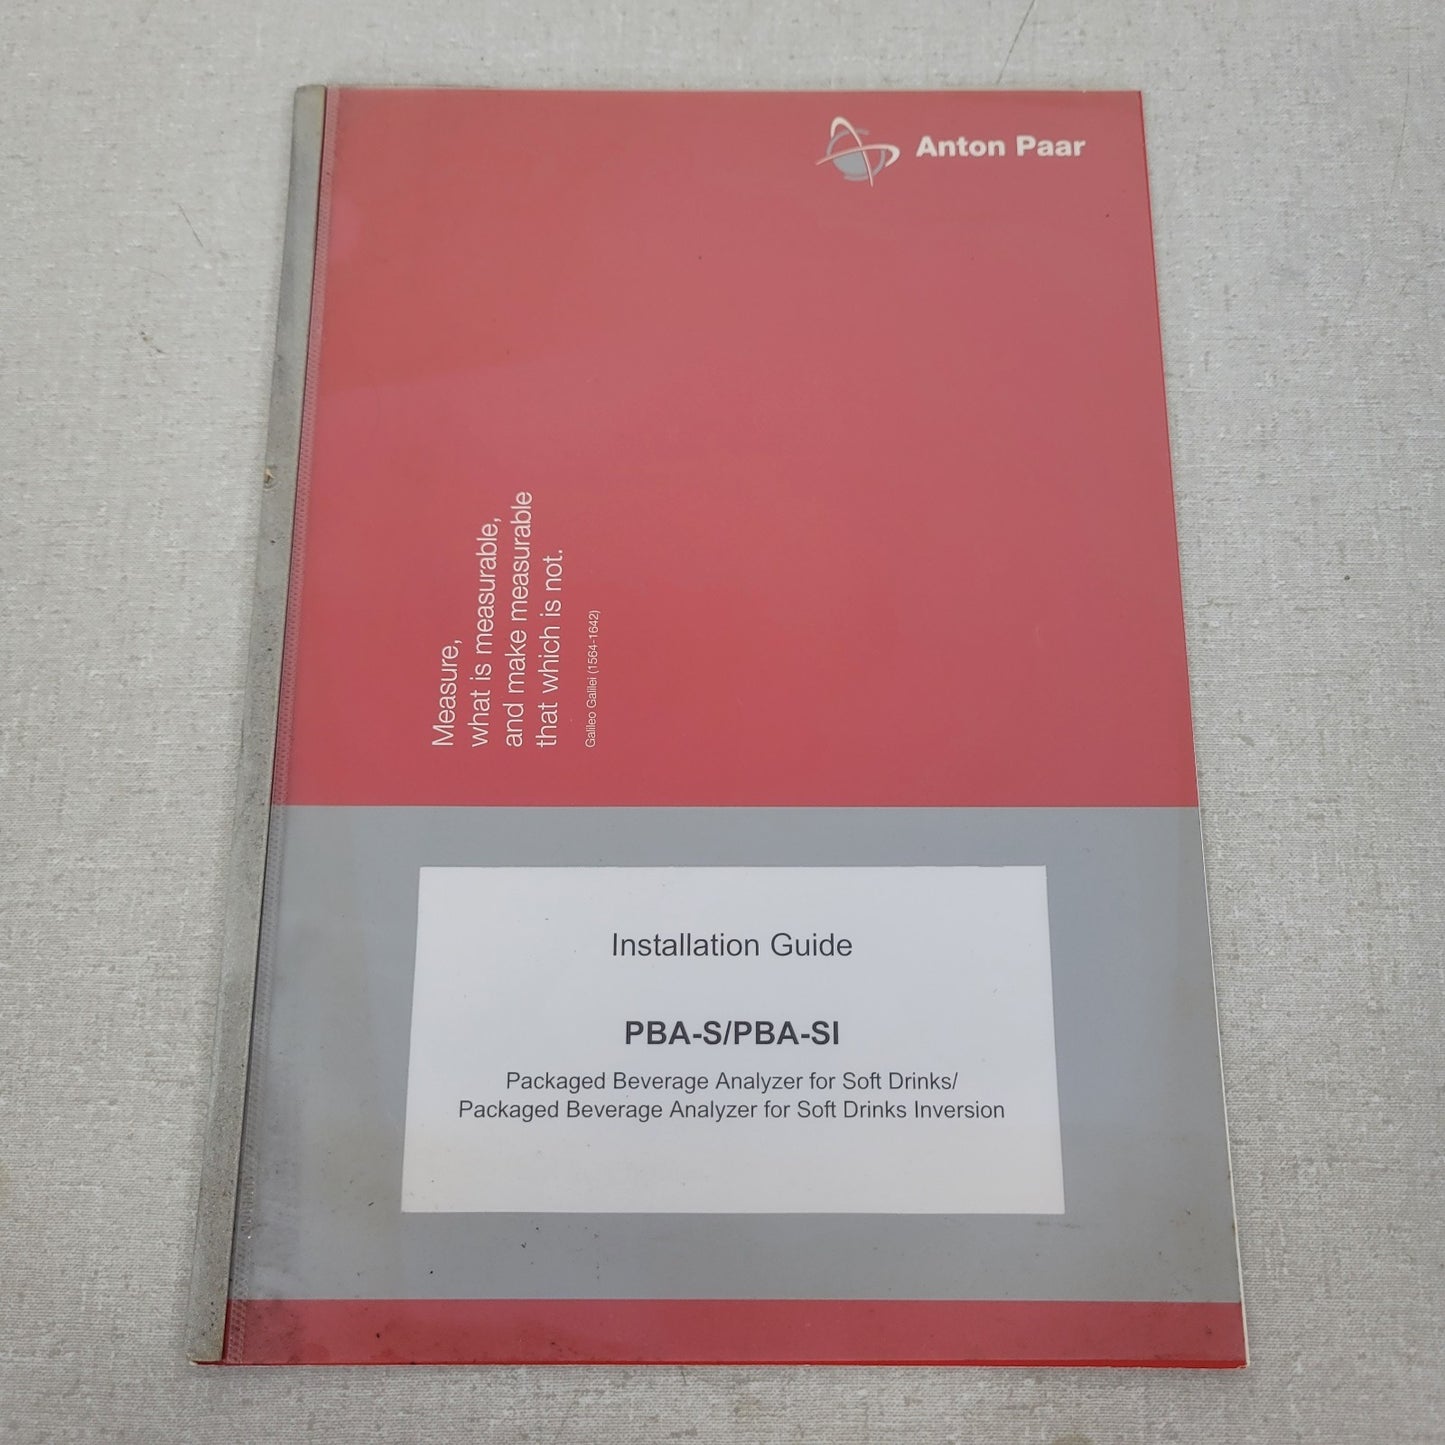 Anton Paar
Measure,
what is measurable,
and make measurable
that which is not.
Galileo Galilei (1564-1642)
Installation Guide
PBA-S/PBA-SI
Packaged Beverage Analyzer for Soft Drinks/
Packaged Beverage Analyzer for Soft Drinks Inversion